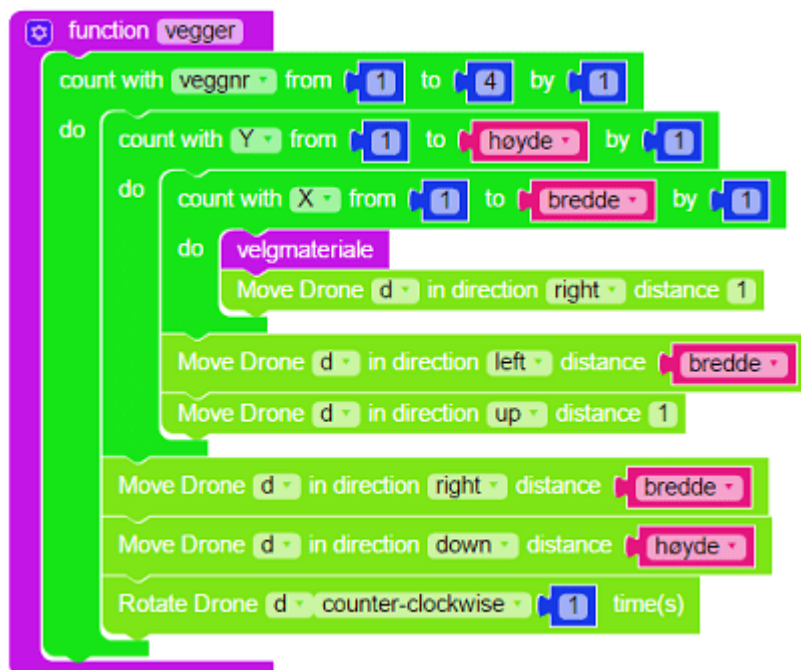 function vegger
count with veggnr from 1 to 4 by 1
do count with Y from 1 to høyde by 1
do count with X from 1 to bredde by 1
do velgmateriale
Move Drone d in direction right distance 1
Move Drone d in direction left distance bredde
Move Drone d in direction up distance 1
Move Drone d in direction right distance bredde
Move Drone d in direction down distance høyde
Rotate Drone d counter-clockwise 1 time(s)